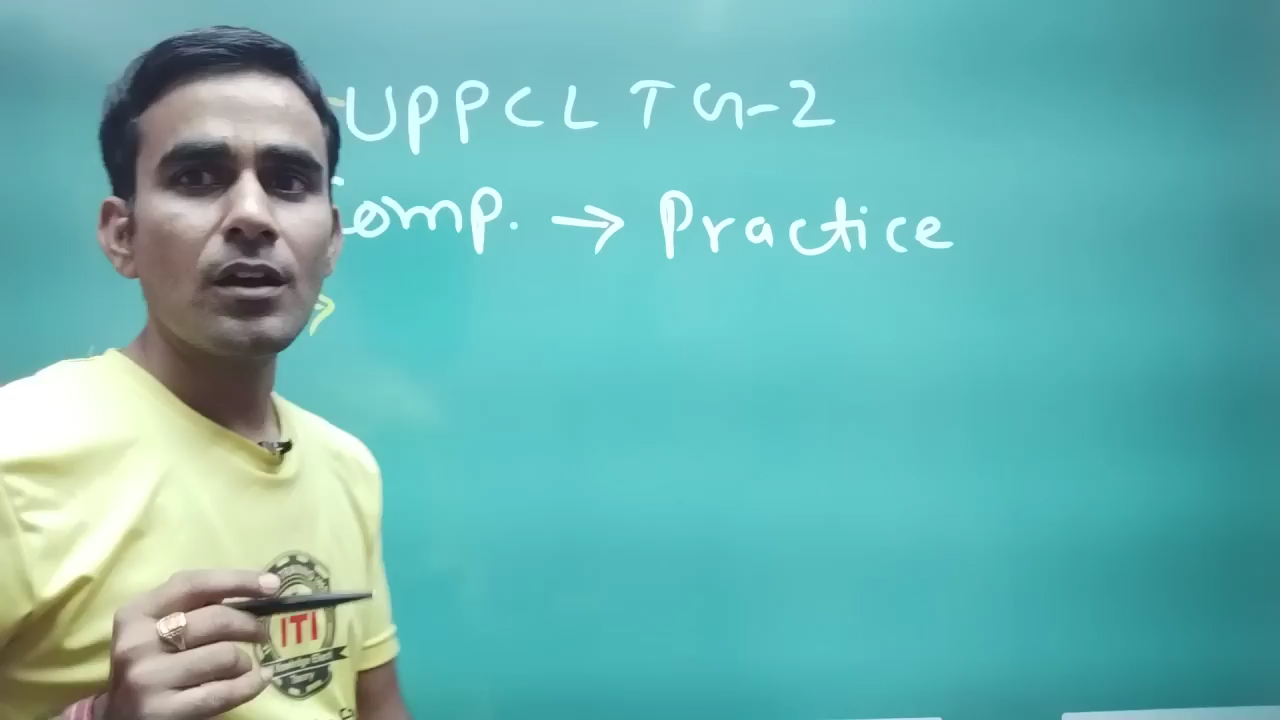 UPPCL TG-2
omp. → Practice
ITI